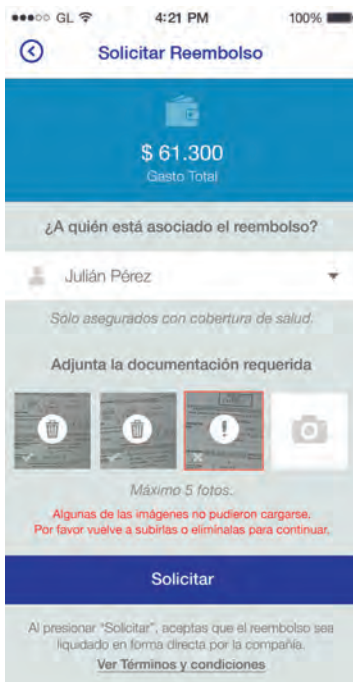 GL 4:21 PM 100%
Solicitar Reembolso
$ 61.300
Gasto Total
¿A quién está asociado el reembolso?
Julián Pérez
Solo asegurados con cobertura de salud.
Adjunta la documentación requerida
Máximo 5 fotos.
Algunas de las imágenes no pudieron cargarse.
Por favor vuelve a subirlas o elimínalas para continuar.
Solicitar
Al presionar "Solicitar", aceptas que el reembolso sea
liquidado en forma directa por la compañía.
Ver Términos y condiciones